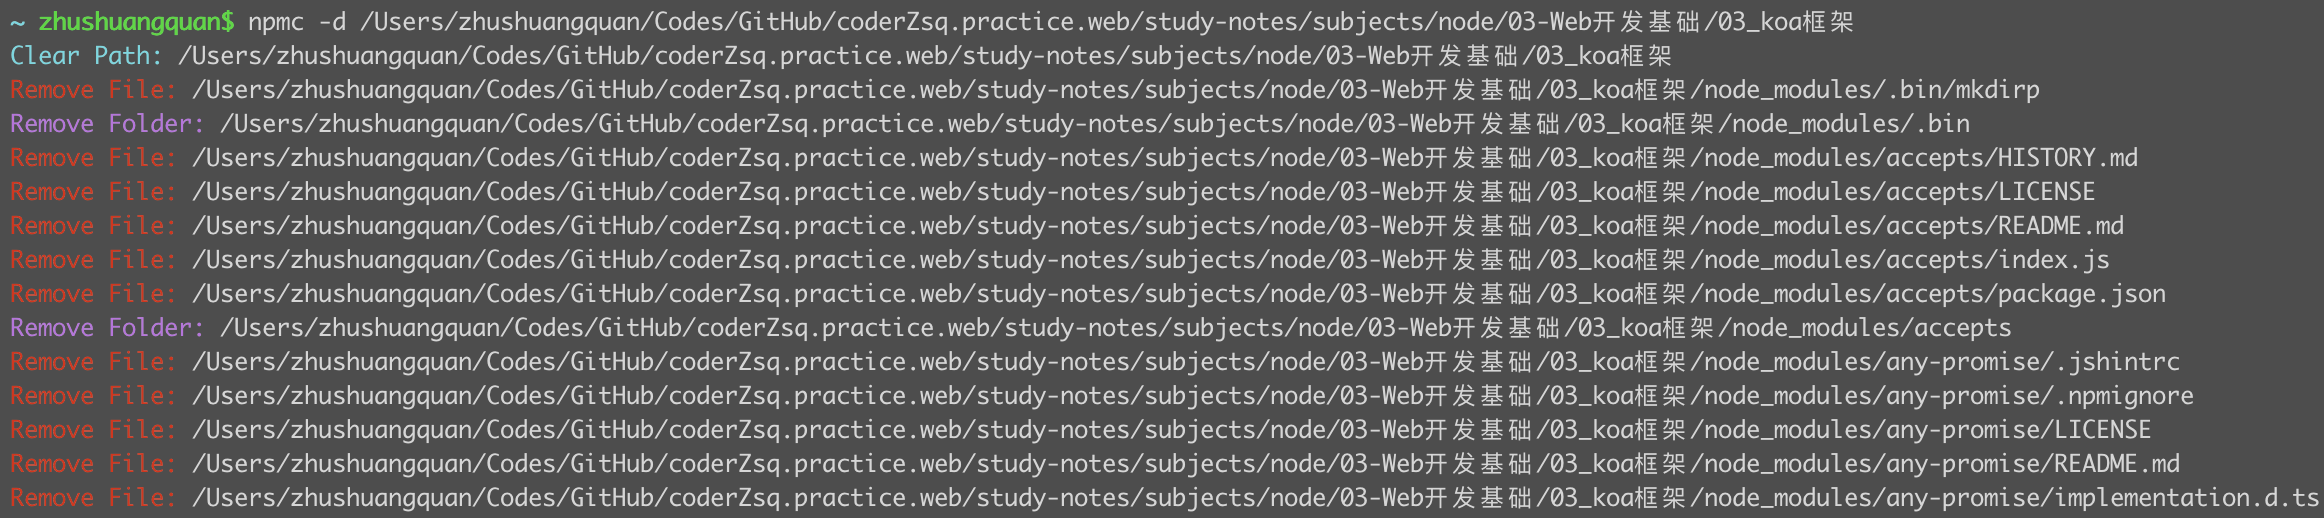 ~ zhushuangquan$ npmc -d /Users/zhushuangquan/Codes/GitHub/coderZsq.practice.web/study-notes/subjects/node/03-Web开发基础/03_koa框架
Clear Path: /Users/zhushuangquan/Codes/GitHub/coderZsq.practice.web/study-notes/subjects/node/03-Web开发基础/03_koa框架
Remove File: /Users/zhushuangquan/Codes/GitHub/coderZsq.practice.web/study-notes/subjects/node/03-Web开发基础/03_koa框架/node_modules/.bin/mkdirp
Remove Folder: /Users/zhushuangquan/Codes/GitHub/coderZsq.practice.web/study-notes/subjects/node/03-Web开发基础/03_koa框架/node_modules/.bin
Remove File: /Users/zhushuangquan/Codes/GitHub/coderZsq.practice.web/study-notes/subjects/node/03-Web开发基础/03_koa框架/node_modules/accepts/HISTORY.md
Remove File: /Users/zhushuangquan/Codes/GitHub/coderZsq.practice.web/study-notes/subjects/node/03-Web开发基础/03_koa框架/node_modules/accepts/LICENSE
Remove File: /Users/zhushuangquan/Codes/GitHub/coderZsq.practice.web/study-notes/subjects/node/03-Web开发基础/03_koa框架/node_modules/accepts/README.md
Remove File: /Users/zhushuangquan/Codes/GitHub/coderZsq.practice.web/study-notes/subjects/node/03-Web开发基础/03_koa框架/node_modules/accepts/index.js
Remove File: /Users/zhushuangquan/Codes/GitHub/coderZsq.practice.web/study-notes/subjects/node/03-Web开发基础/03_koa框架/node_modules/accepts/package.json
Remove Folder: /Users/zhushuangquan/Codes/GitHub/coderZsq.practice.web/study-notes/subjects/node/03-Web开发基础/03_koa框架/node_modules/accepts
Remove File: /Users/zhushuangquan/Codes/GitHub/coderZsq.practice.web/study-notes/subjects/node/03-Web开发基础/03_koa框架/node_modules/any-promise/.jshintrc
Remove File: /Users/zhushuangquan/Codes/GitHub/coderZsq.practice.web/study-notes/subjects/node/03-Web开发基础/03_koa框架/node_modules/any-promise/.npmignore
Remove File: /Users/zhushuangquan/Codes/GitHub/coderZsq.practice.web/study-notes/subjects/node/03-Web开发基础/03_koa框架/node_modules/any-promise/LICENSE
Remove File: /Users/zhushuangquan/Codes/GitHub/coderZsq.practice.web/study-notes/subjects/node/03-Web开发基础/03_koa框架/node_modules/any-promise/README.md
Remove File: /Users/zhushuangquan/Codes/GitHub/coderZsq.practice.web/study-notes/subjects/node/03-Web开发基础/03_koa框架/node_modules/any-promise/implementation.d.ts